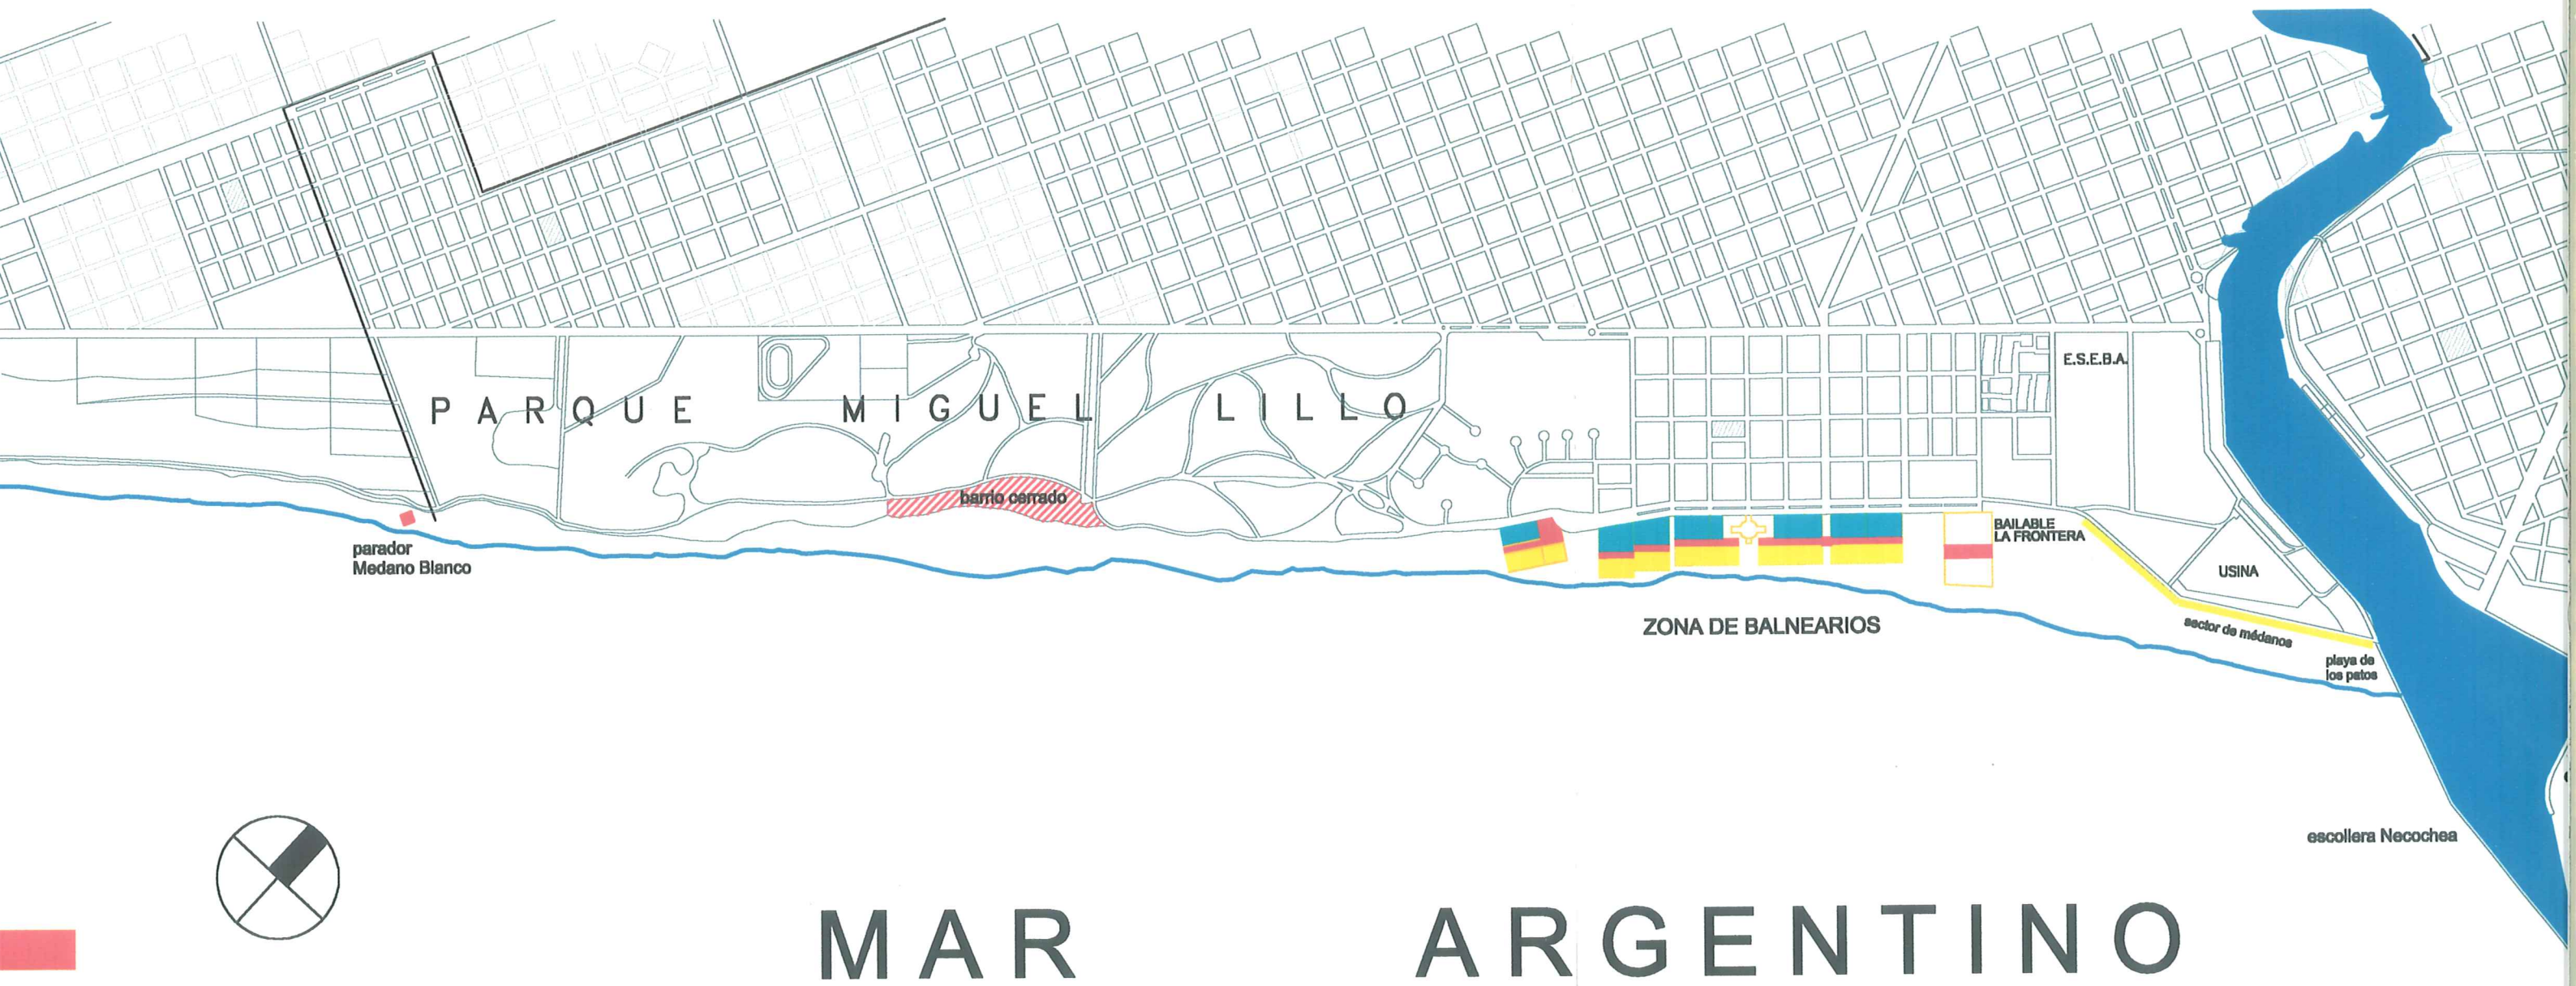 E.S.E.B.A.
PARQUE MIGUEL LILLO
barrio cerrado
parador
Medano Blanco
BAILABLE
LA FRONTERA
USINA
ZONA DE BALNEARIOS
sector de médanos
playa de
los patos
escollera Necochea
MAR ARGENTINO